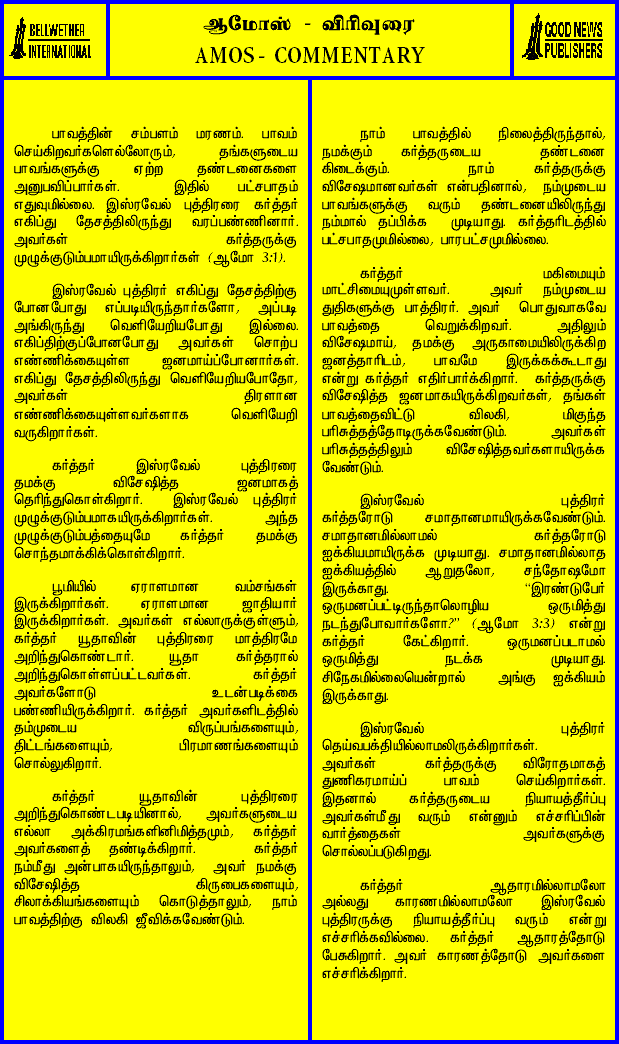 BELLWETHER
INTERNATIONAL
ஆமோஸ் - விரிவுரை
AMOS - COMMENTARY
GOOD NEWS
PUBLISHERS
பாவத்தின் சம்பளம் மரணம். பாவம்
செய்கிறவர்களெல்லோரும், தங்களுடைய
பாவங்களுக்கு ஏற்ற தண்டனைகளை
அனுபவிப்பார்கள். இதில் பட்சபாதம்
எதுவுமில்லை. இஸ்ரவேல் புத்திரரை கர்த்தர்
எகிப்து தேசத்திலிருந்து வரப்பண்ணினார்.
அவர்கள் கர்த்தருக்கு
முழுக்குடும்பமாயிருக்கிறார்கள் (ஆமோ 3:1).
இஸ்ரவேல் புத்திரர் எகிப்து தேசத்திற்கு
போனபோது எப்படியிருந்தார்களோ, அப்படி
அங்கிருந்து வெளியேறியபோது இல்லை.
எகிப்திற்குப்போனபோது அவர்கள் சொற்ப
எண்ணிக்கையுள்ள ஜனமாய்ப்போனார்கள்.
எகிப்து தேசத்திலிருந்து வெளியேறியபோதோ,
அவர்கள் திரளான
எண்ணிக்கையுள்ளவர்களாக வெளியேறி
வருகிறார்கள்.
கர்த்தர் இஸ்ரவேல் புத்திரரை
தமக்கு விசேஷித்த ஜனமாகத்
தெரிந்துகொள்கிறார். இஸ்ரவேல் புத்திரர்
முழுக்குடும்பமாகயிருக்கிறார்கள். அந்த
முழுக்குடும்பத்தையுமே கர்த்தர் தமக்கு
சொந்தமாக்கிக்கொள்கிறார்.
பூமியில் ஏராளமான வம்சங்கள்
இருக்கிறார்கள். ஏராளமான ஜாதியார்
இருக்கிறார்கள். அவர்கள் எல்லாருக்குள்ளும்,
கர்த்தர் யூதாவின் புத்திரரை மாத்திரமே
அறிந்துகொண்டார். யூதா கர்த்தரால்
அறிந்துகொள்ளப்பட்டவர்கள். கர்த்தர்
அவர்களோடு உடன்படிக்கை
பண்ணியிருக்கிறார். கர்த்தர் அவர்களிடத்தில்
தம்முடைய விருப்பங்களையும்,
திட்டங்களையும், பிரமாணங்களையும்
சொல்லுகிறார்.
கர்த்தர் யூதாவின் புத்திரரை
அறிந்துகொண்டபடியினால், அவர்களுடைய
எல்லா அக்கிரமங்களினிமித்தமும், கர்த்தர்
அவர்களைத் தண்டிக்கிறார். கர்த்தர்
நம்மீது அன்பாகயிருந்தாலும், அவர் நமக்கு
விசேஷித்த கிருபைகளையும்,
சிலாக்கியங்களையும் கொடுத்தாலும், நாம்
பாவத்திற்கு விலகி ஜீவிக்கவேண்டும்.
நாம் பாவத்தில் நிலைத்திருந்தால்,
நமக்கும் கர்த்தருடைய தண்டனை
கிடைக்கும். நாம் கர்த்தருக்கு
விசேஷமானவர்கள் என்பதினால், நம்முடைய
பாவங்களுக்கு வரும் தண்டனையிலிருந்து
நம்மால் தப்பிக்க முடியாது. கர்த்தரிடத்தில்
பட்சபாதமுமில்லை, பாரபட்சமுமில்லை.
கர்த்தர் மகிமையும்
மாட்சிமையுமுள்ளவர். அவர் நம்முடைய
துதிகளுக்கு பாத்திரர். அவர் பொதுவாகவே
பாவத்தை வெறுக்கிறவர். அதிலும்
விசேஷமாய், தமக்கு அருகாமையிலிருக்கிற
ஜனத்தாரிடம், பாவமே இருக்கக்கூடாது
என்று கர்த்தர் எதிர்பார்க்கிறார். கர்த்தருக்கு
விசேஷித்த ஜனமாகயிருக்கிறவர்கள், தங்கள்
பாவத்தைவிட்டு விலகி, மிகுந்த
பரிசுத்தத்தோடிருக்கவேண்டும். அவர்கள்
பரிசுத்தத்திலும் விசேஷித்தவர்களாயிருக்க
வேண்டும்.
இஸ்ரவேல் புத்திரர்
கர்த்தரோடு சமாதானமாயிருக்கவேண்டும்.
சமாதானமில்லாமல் கர்த்தரோடு
ஐக்கியமாயிருக்க முடியாது. சமாதானமில்லாத
ஐக்கியத்தில் ஆறுதலோ, சந்தோஷமோ
இருக்காது. “இரண்டுபேர்
ஒருமனப்பட்டிருந்தாலொழிய ஒருமித்து
நடந்துபோவார்களோ?” (ஆமோ 3:3) என்று
கர்த்தர் கேட்கிறார். ஒருமனப்படாமல்
ஒருமித்து நடக்க முடியாது.
சிநேகமில்லையென்றால் அங்கு ஐக்கியம்
இருக்காது.
இஸ்ரவேல் புத்திரர்
தெய்வபக்தியில்லாமலிருக்கிறார்கள்.
அவர்கள் கர்த்தருக்கு விரோதமாகத்
துணிகரமாய்ப் பாவம் செய்கிறார்கள்.
இதனால் கர்த்தருடைய நியாயத்தீர்ப்பு
அவர்கள்மீது வரும் என்னும் எச்சரிப்பின்
வார்த்தைகள் அவர்களுக்கு
சொல்லப்படுகிறது.
கர்த்தர் ஆதாரமில்லாமலோ
அல்லது காரணமில்லாமலோ இஸ்ரவேல்
புத்திரருக்கு நியாயத்தீர்ப்பு வரும் என்று
எச்சரிக்கவில்லை. கர்த்தர் ஆதாரத்தோடு
பேசுகிறார். அவர் காரணத்தோடு அவர்களை
எச்சரிக்கிறார்.